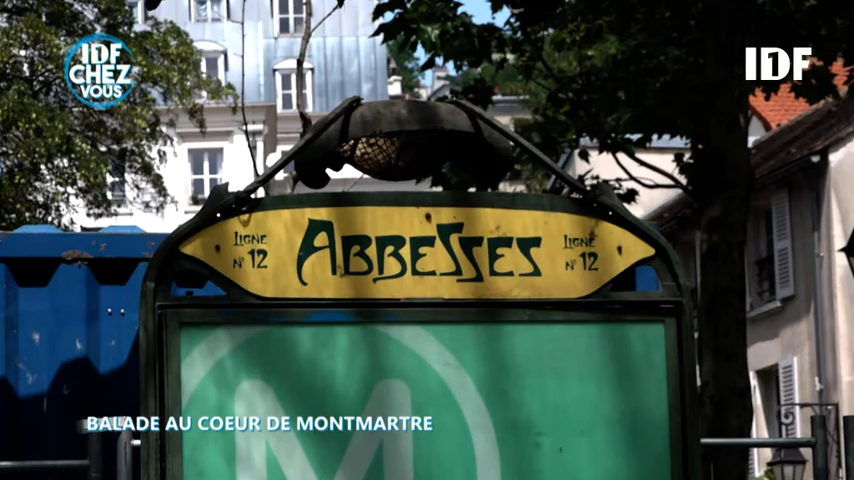 IDF
CHEZ
VOUS
IDF
LIGNE
N° 12
ABBESSES
LIGNE
N° 12
M
BALADE AU COEUR DE MONTMARTRE